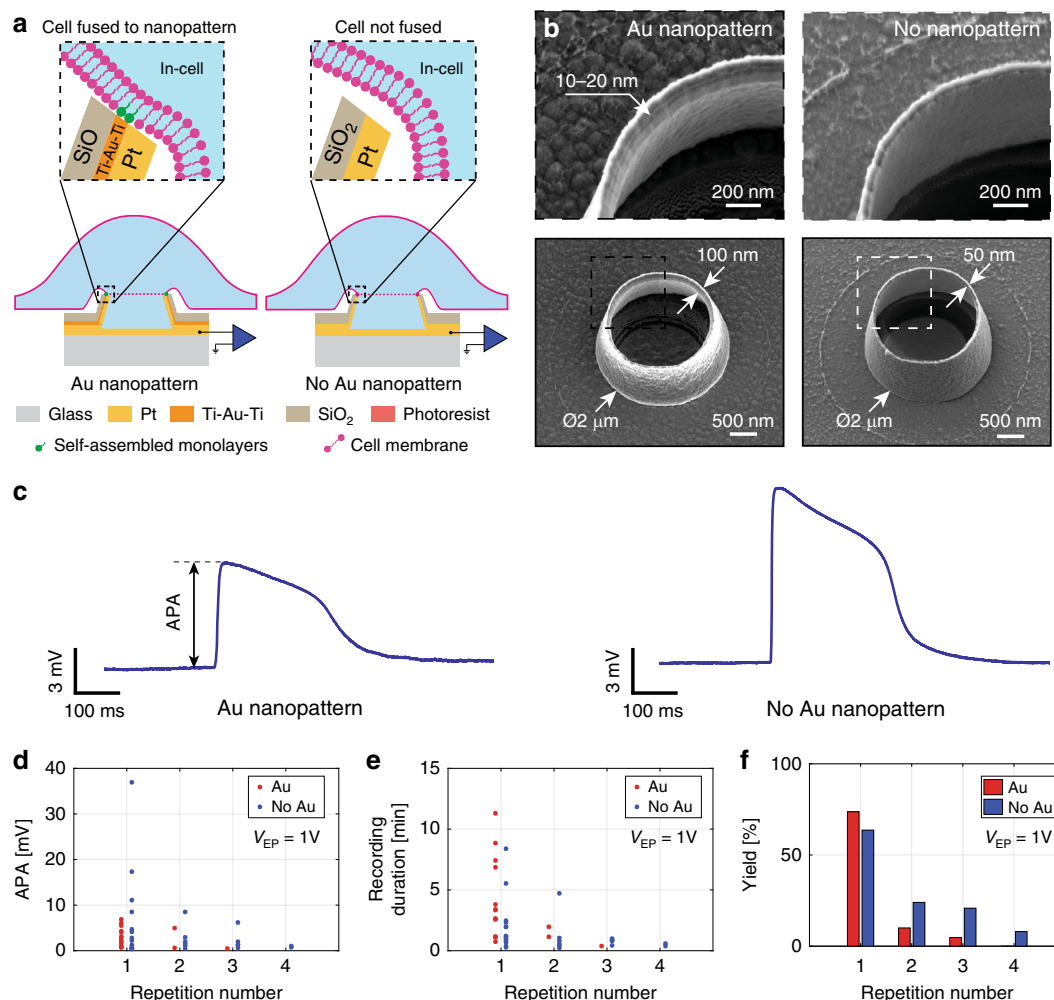 a
Cell fused to nanopattern
Cell not fused
In-cell
In-cell
SiO
Ti-Au-Ti
Pt
SiO2
Pt
Au nanopattern
No Au nanopattern
Glass
Pt
Ti-Au-Ti
SiO2
Photoresist
Self-assembled monolayers
Cell membrane
b
Au nanopattern
No nanopattern
10–20 nm
200 nm
200 nm
100 nm
50 nm
Ø2 μm
500 nm
Ø2 μm
500 nm
c
APA
3 mV
100 ms
Au nanopattern
3 mV
100 ms
No Au nanopattern
d
APA [mV]
40
30
20
10
0
1 2 3 4
Repetition number
Au
No Au
VEP = 1V
e
Recording
duration [min]
15
10
5
0
1 2 3 4
Repetition number
Au
No Au
VEP = 1V
f
Yield [%]
100
50
0
1 2 3 4
Repetition number
Au
No Au
VEP = 1V